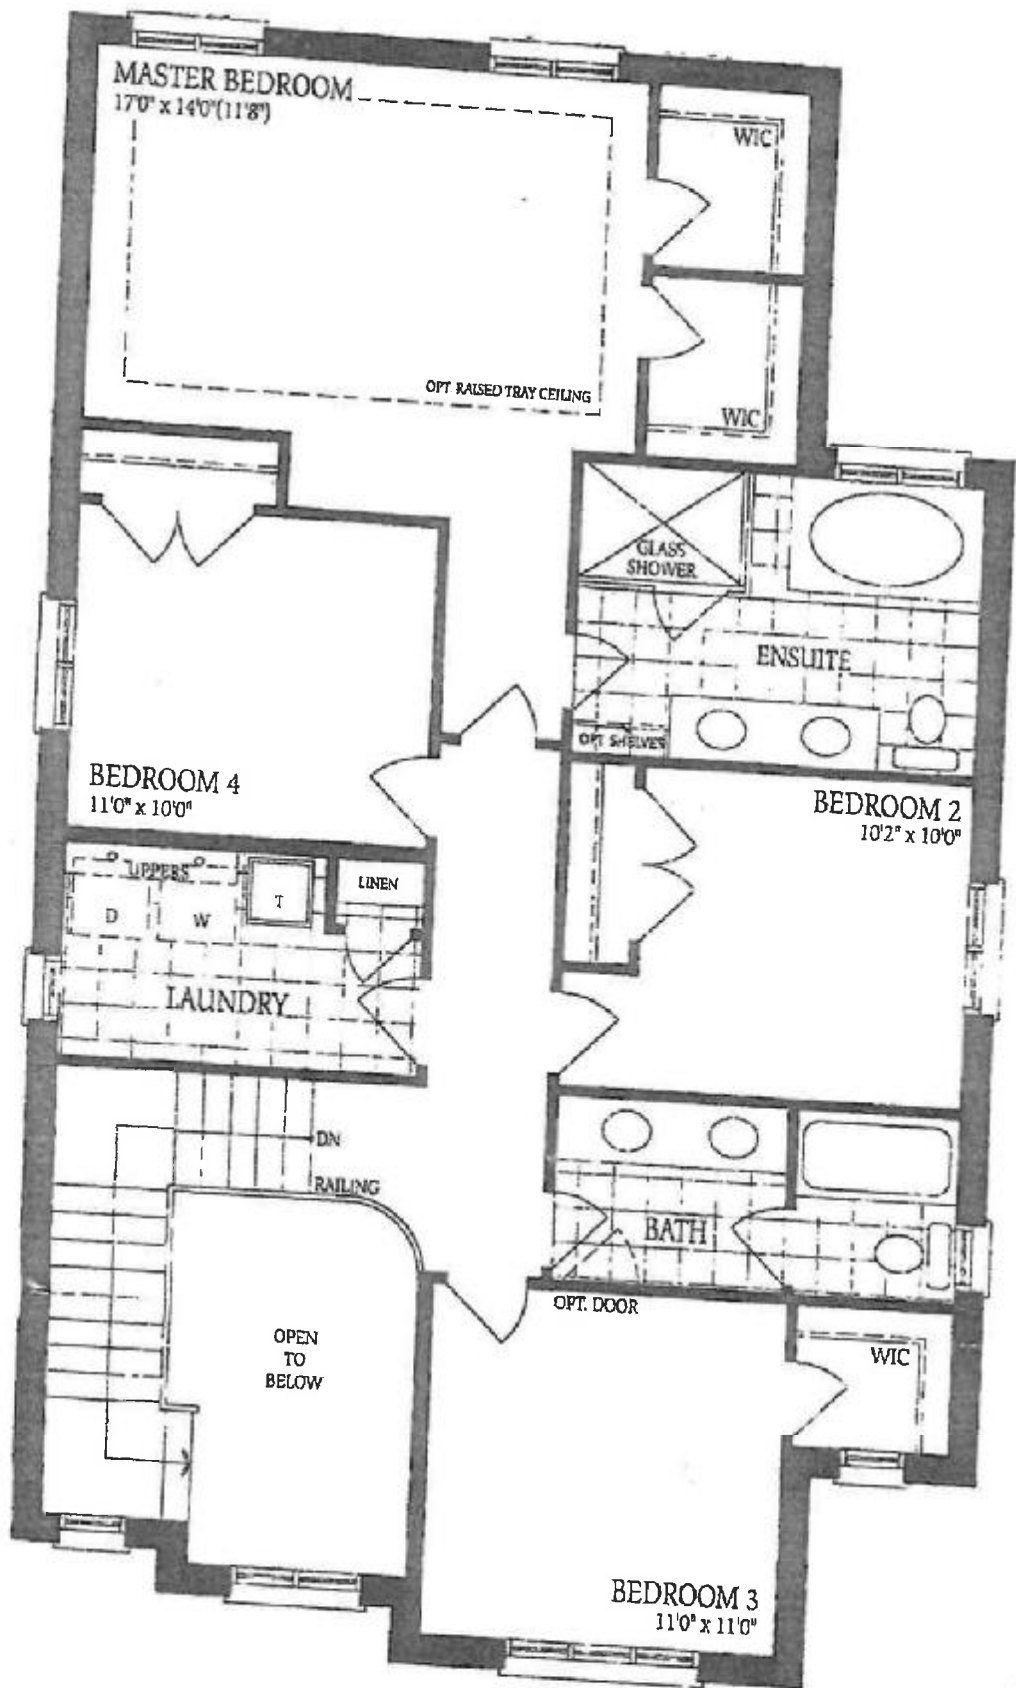 MASTER BEDROOM
17'0" x 14'0"(11'8")
WIC
OPT RAISED TRAY CEILING
WIC
GLASS
SHOWER
ENSUITE
OPT SHELVES
BEDROOM 4
11'0" x 10'0"
BEDROOM 2
10'2" x 10'0"
UPPERS
LINEN
D
W
T
LAUNDRY
DN
RAILING
BATH
OPT. DOOR
OPEN
TO
BELOW
WIC
BEDROOM 3
11'0" x 11'0"